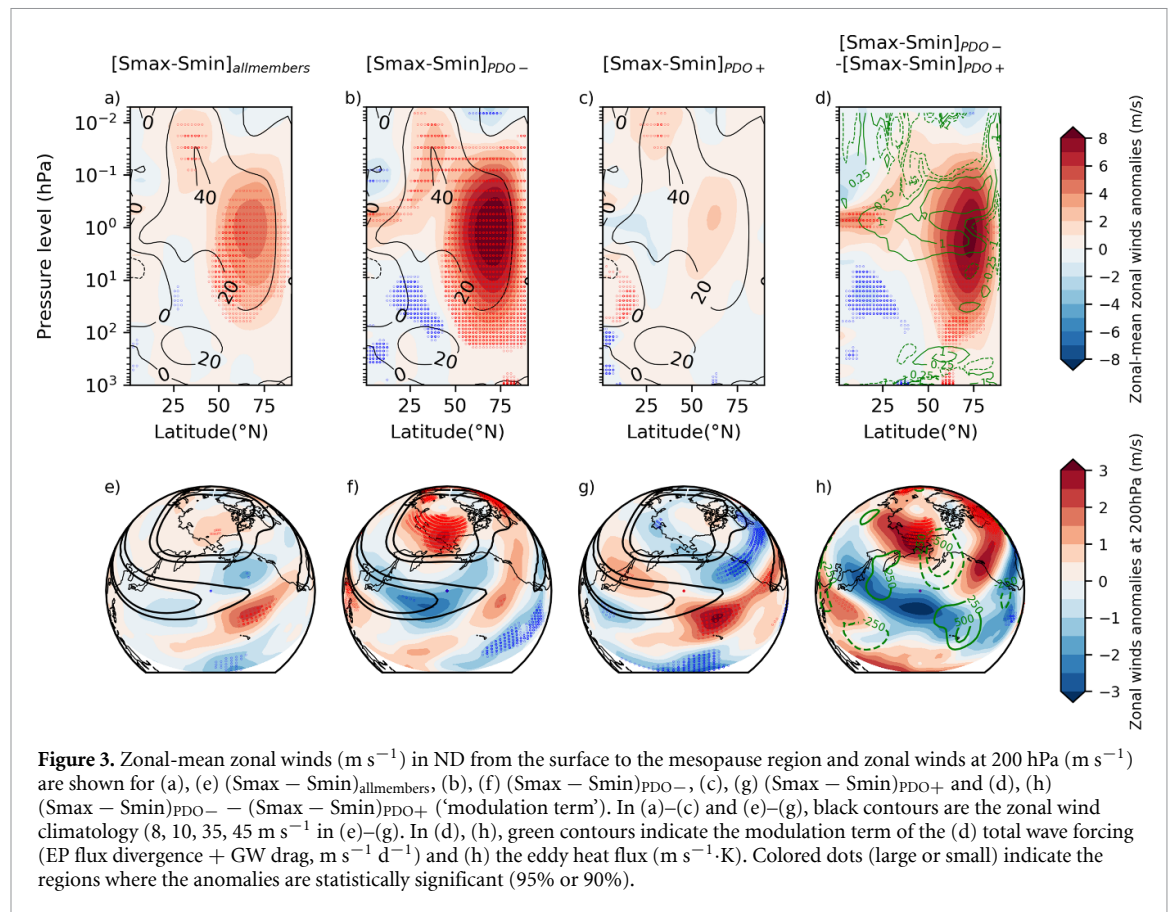 [Smax-Smin]allmembers
[Smax-Smin]PDO−
[Smax-Smin]PDO+
[Smax-Smin]PDO−
-[Smax-Smin]PDO+
a)
b)
c)
d)
Pressure level (hPa)
10−2
10−1
100
101
102
103
0
40
0
20
0
20
0
0
40
0
20
0
20
0
0
40
0
20
0
20
0
0.25
1
0.25
0.25
0.25
25
50
75
25
50
75
25
50
75
25
50
75
Latitude(°N)
Latitude(°N)
Latitude(°N)
Latitude(°N)
8
6
4
2
0
−2
−4
−6
−8
Zonal-mean zonal winds anomalies (m/s)
e)
f)
g)
h)
-500
250
250
500
-250
3
2
1
0
−1
−2
−3
Zonal winds anomalies at 200hPa (m/s)
Figure 3. Zonal-mean zonal winds (m s−1) in ND from the surface to the mesopause region and zonal winds at 200 hPa (m s−1)
are shown for (a), (e) (Smax − Smin)allmembers, (b), (f) (Smax − Smin)PDO−, (c), (g) (Smax − Smin)PDO+ and (d), (h)
(Smax − Smin)PDO− − (Smax − Smin)PDO+ (‘modulation term’). In (a)–(c) and (e)–(g), black contours are the zonal wind
climatology (8, 10, 35, 45 m s−1 in (e)–(g). In (d), (h), green contours indicate the modulation term of the (d) total wave forcing
(EP flux divergence + GW drag, m s−1 d−1) and (h) the eddy heat flux (m s−1·K). Colored dots (large or small) indicate the
regions where the anomalies are statistically significant (95% or 90%).